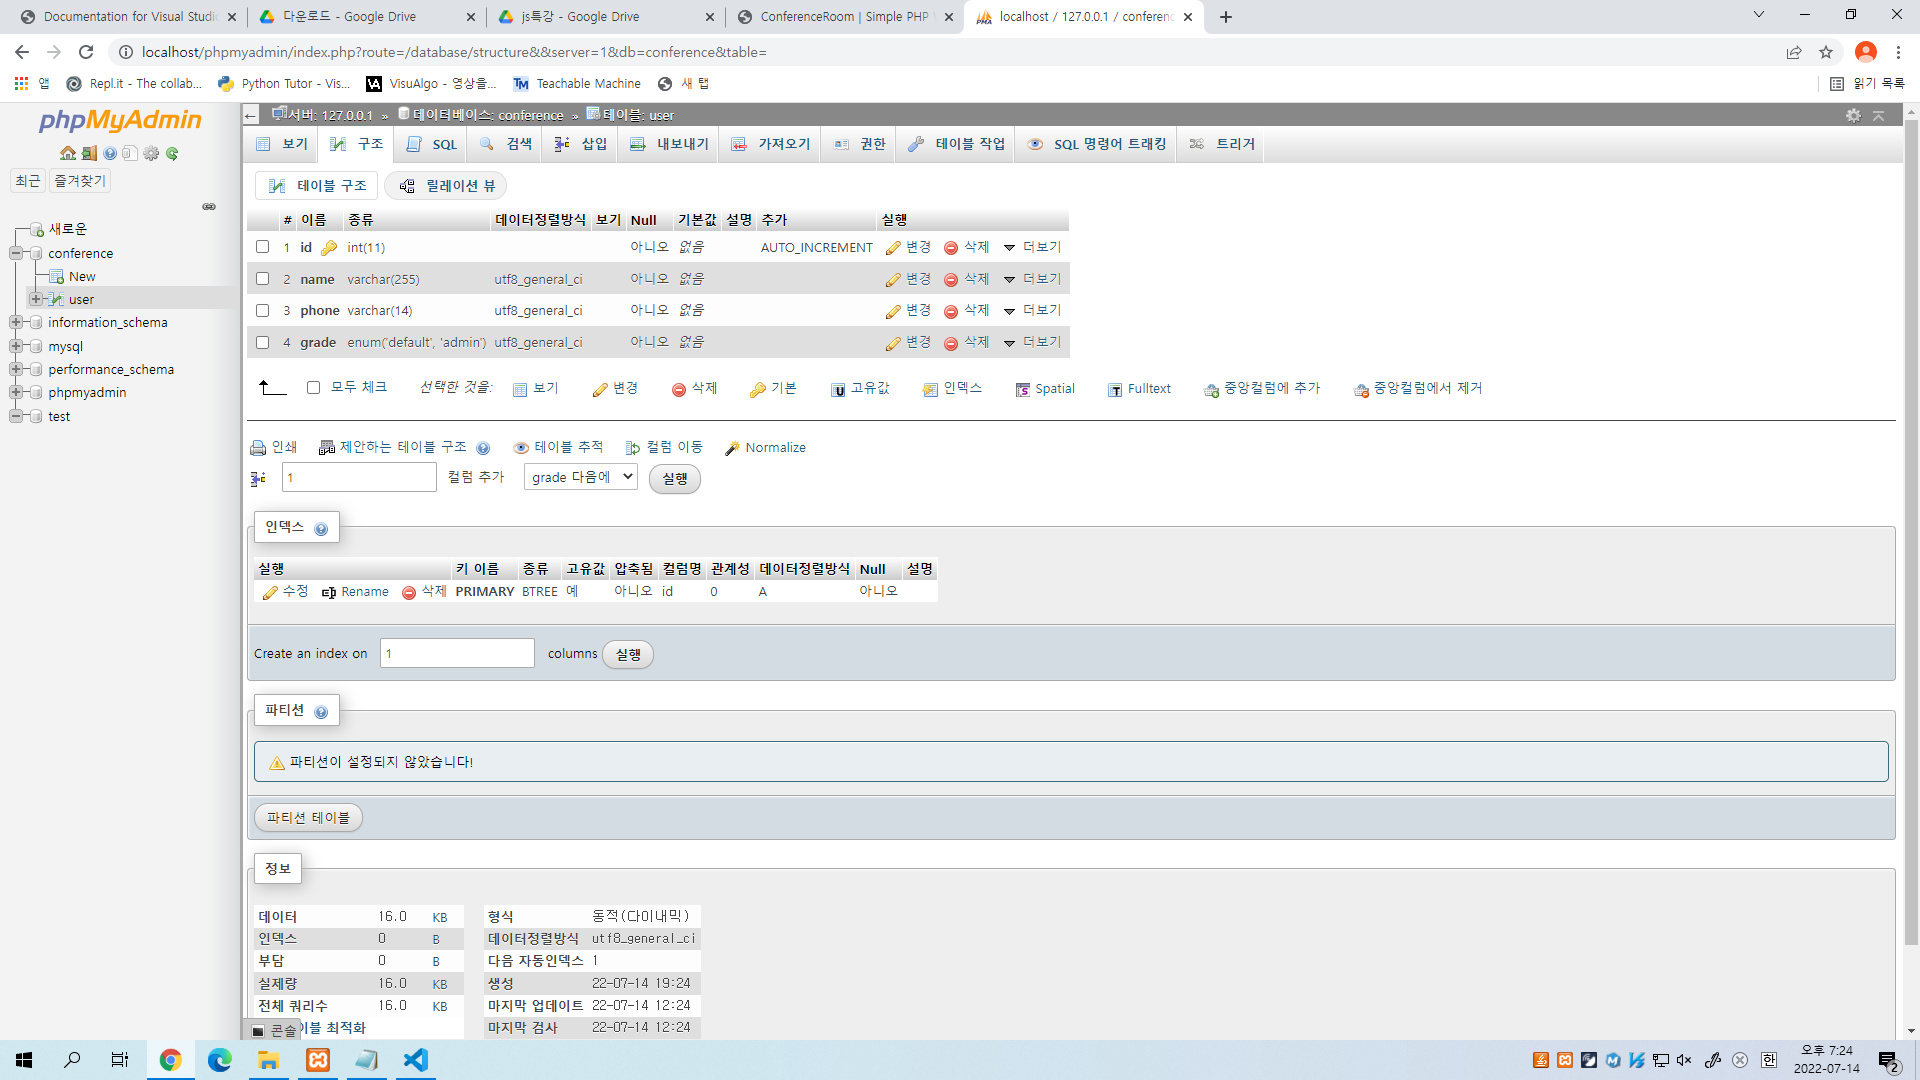 Documentation for Visual Studi
다운로드 - Google Drive
js특강 - Google Drive
ConferenceRoom | Simple PHP
localhost / 127.0.0.1 / conferenc
localhost/phpmyadmin/index.php?route=/database/structure&&server=1&db=conference&table=
앱 Repl.it - The collab... Python Tutor - Vis... VA VisuAlgo - 영상을... TM Teachable Machine 새 탭 읽기 목록
phpMyAdmin
최근 즐겨찾기
새로운
conference
New
user
information_schema
mysql
performance_schema
phpmyadmin
test
서버: 127.0.0.1 » 데이터베이스: conference » 테이블: user
보기 구조 SQL 검색 삽입 내보내기 가져오기 권한 테이블 작업 SQL 명령어 트래킹 트리거
테이블 구조 릴레이션 뷰
# 이름 종류 데이터정렬방식 보기 Null 기본값 설명 추가 실행
1 id int(11) 아니오 없음 AUTO_INCREMENT 변경 삭제 더보기
2 name varchar(255) utf8_general_ci 아니오 없음 변경 삭제 더보기
3 phone varchar(14) utf8_general_ci 아니오 없음 변경 삭제 더보기
4 grade enum('default', 'admin') utf8_general_ci 아니오 없음 변경 삭제 더보기
모두 체크 선택한 것을: 보기 변경 삭제 기본 고유값 인덱스 Spatial Fulltext 중앙컬럼에 추가 중앙컬럼에서 제거
인쇄 제안하는 테이블 구조 테이블 추적 컬럼 이동 Normalize
1 컬럼 추가 grade 다음에 실행
인덱스
실행 키 이름 종류 고유값 압축됨 컬럼명 관계성 데이터정렬방식 Null 설명
수정 Rename 삭제 PRIMARY BTREE 예 아니오 id 0 A 아니오
Create an index on 1 columns 실행
파티션
파티션이 설정되지 않았습니다!
파티션 테이블
정보
데이터 16.0 KB 형식 동적(다이내믹)
인덱스 0 B 데이터정렬방식 utf8_general_ci
부담 0 B 다음 자동인덱스 1
실제량 16.0 KB 생성 22-07-14 19:24
전체 쿼리수 16.0 KB 마지막 업데이트 22-07-14 12:24
이블 최적화 마지막 검사 22-07-14 12:24
콘솔
한 오후 7:24
2022-07-14
2